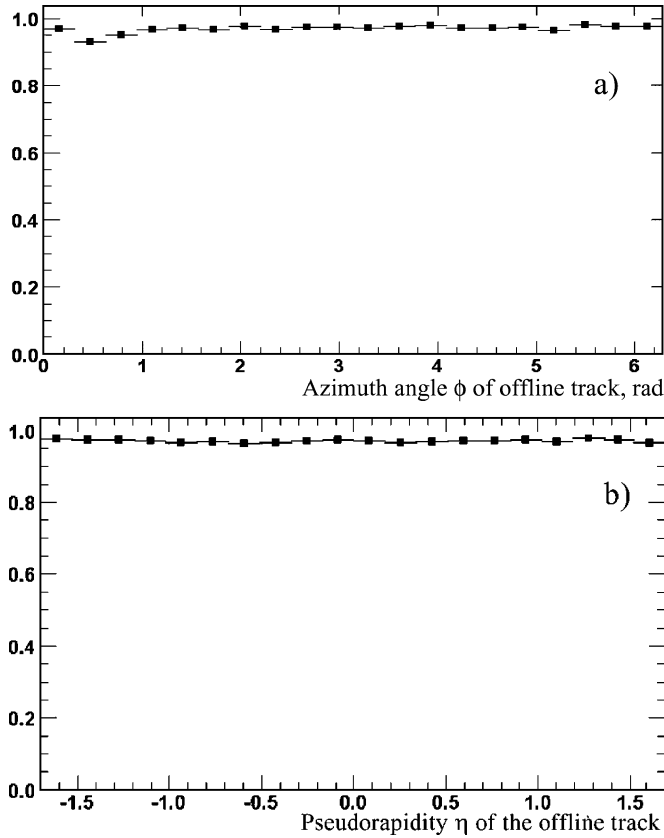 1.0
a)
0.8
0.6
0.4
0.2
0.0
0 1 2 3 4 5 6
Azimuth angle ϕ of offline track, rad
1.0
b)
0.8
0.6
0.4
0.2
0.0
-1.5 -1.0 -0.5 0.0 0.5 1.0 1.5
Pseudorapidity η of the offline track